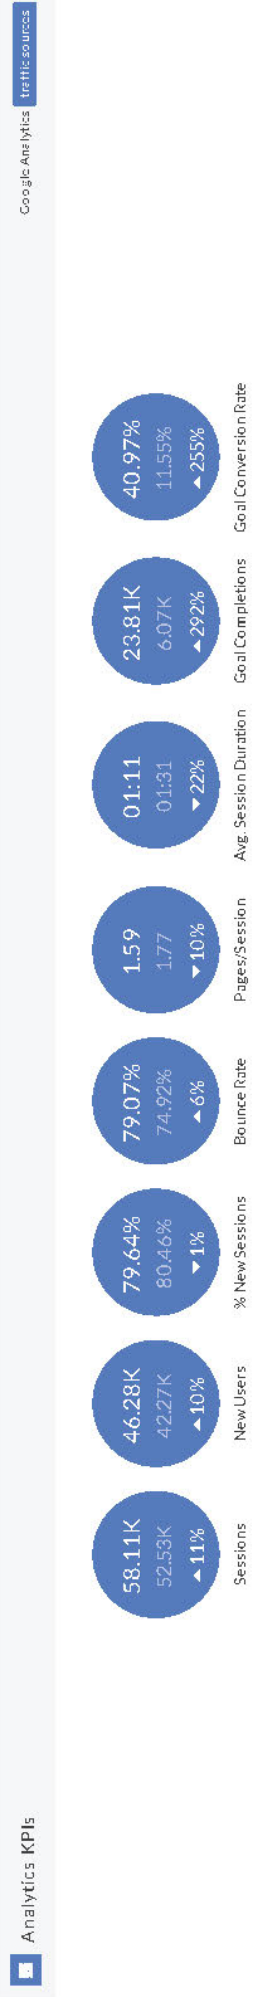 Analytics KPIs
Google Analytics traffic sources
58.11K
52.53K
▲11%
Sessions
46.28K
42.27K
▲10%
New Users
79.64%
80.46%
▼1%
% New Sessions
79.07%
74.92%
▲6%
Bounce Rate
1.59
1.77
▼10%
Pages/Session
01:11
01:31
▼22%
Avg. Session Duration
23.81K
6.07K
▲292%
Goal Completions
40.97%
11.55%
▲255%
Goal Conversion Rate